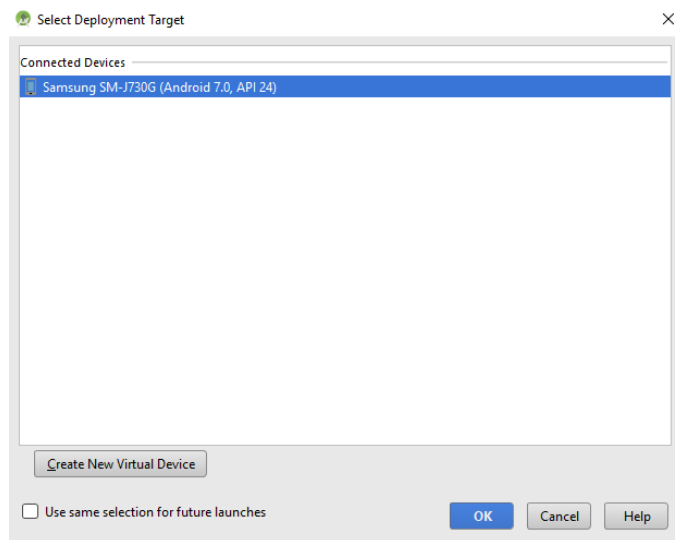 Select Deployment Target
Connected Devices
Samsung SM-J730G (Android 7.0, API 24)
Create New Virtual Device
Use same selection for future launches
OK Cancel Help